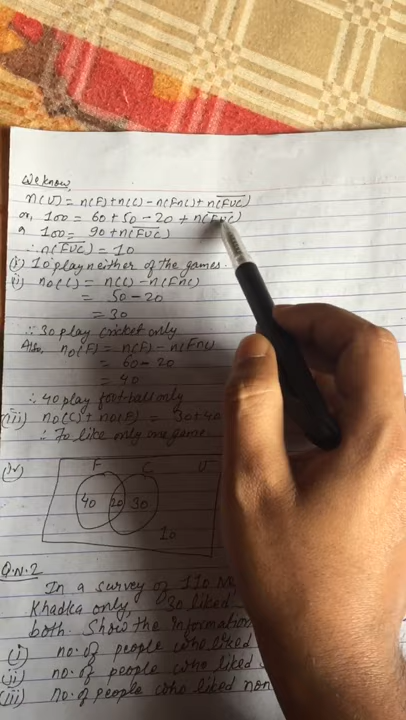 We know,
n(U) = n(F) + n(C) - n(F∩C) + n(F̅U̅C̅)
or, 100 = 60 + 50 - 20 + n(F̅U̅C̅)
or 100 = 90 + n(F̅U̅C̅)
∴ n(F̅U̅C̅) = 10
(i) 10 play neither of the games.
(ii) no(C) = n(C) - n(F∩C)
= 50 - 20
= 30
∴ 30 play cricket only
Also, no(F) = n(F) - n(F∩C)
= 60 - 20
= 40
∴ 40 play football only
(iii) no(C) + no(F) = 30+40
∴ 70 like only one game
(iv) F C U
40 20 30
10
Q.N.2
In a survey of 110
Khadka only, 30 liked
both. Show the information
(i) no. of people who liked
(ii) no. of people who liked
(iii) no. of people who liked